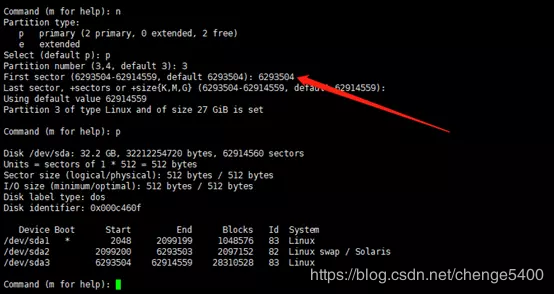 Command (m for help): n
Partition type:
   p   primary (2 primary, 0 extended, 2 free)
   e   extended
Select (default p): p
Partition number (3,4, default 3): 3
First sector (6293504-62914559, default 6293504): 6293504
Last sector, +sectors or +size{K,M,G} (6293504-62914559, default 62914559):
Using default value 62914559
Partition 3 of type Linux and of size 27 GiB is set
Command (m for help): p
Disk /dev/sda: 32.2 GB, 32212254720 bytes, 62914560 sectors
Units = sectors of 1 * 512 = 512 bytes
Sector size (logical/physical): 512 bytes / 512 bytes
I/O size (minimum/optimal): 512 bytes / 512 bytes
Disk label type: dos
Disk identifier: 0x000c460f
   Device Boot      Start         End      Blocks   Id  System
/dev/sda1   *        2048     2099199     1048576   83  Linux
/dev/sda2         2099200     6293503     2097152   82  Linux swap / Solaris
/dev/sda3         6293504    62914559    28310528   83  Linux
Command (m for help):
https://blog.csdn.net/chenge5400